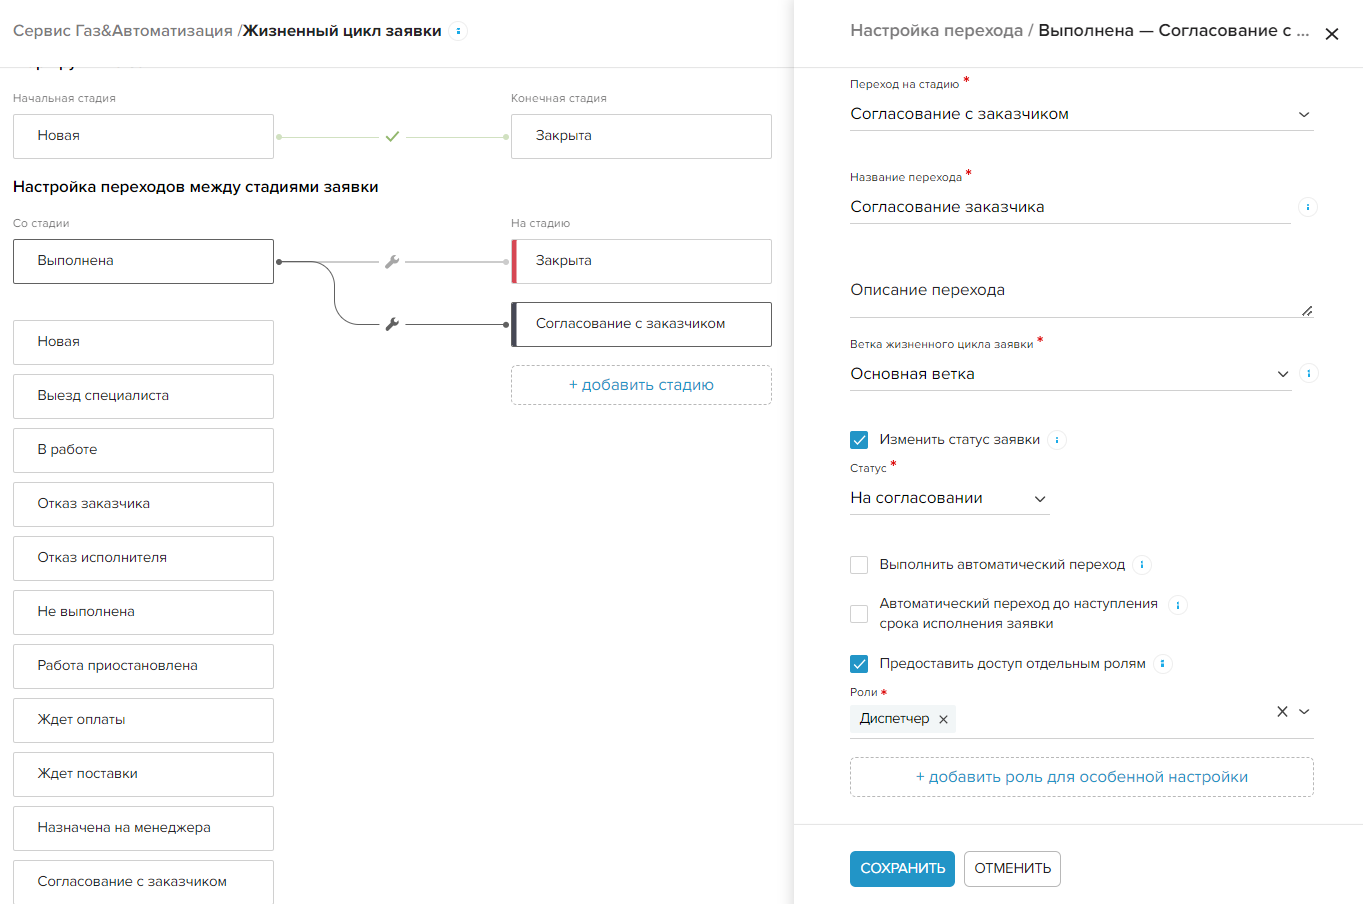 Сервис Газ&Автоматизация /Жизненный цикл заявки
Начальная стадия
Конечная стадия
Новая
Закрыта
Настройка переходов между стадиями заявки
Со стадии
На стадию
Выполнена
Закрыта
Согласование с заказчиком
+ добавить стадию
Новая
Выезд специалиста
В работе
Отказ заказчика
Отказ исполнителя
Не выполнена
Работа приостановлена
Ждет оплаты
Ждет поставки
Назначена на менеджера
Согласование с заказчиком
Настройка перехода / Выполнена — Согласование с ...
Переход на стадию *
Согласование с заказчиком
Название перехода *
Согласование заказчика
Описание перехода
Ветка жизненного цикла заявки *
Основная ветка
Изменить статус заявки
Статус *
На согласовании
Выполнить автоматический переход
Автоматический переход до наступления
срока исполнения заявки
Предоставить доступ отдельным ролям
Роли *
Диспетчер
+ добавить роль для особенной настройки
СОХРАНИТЬ
ОТМЕНИТЬ